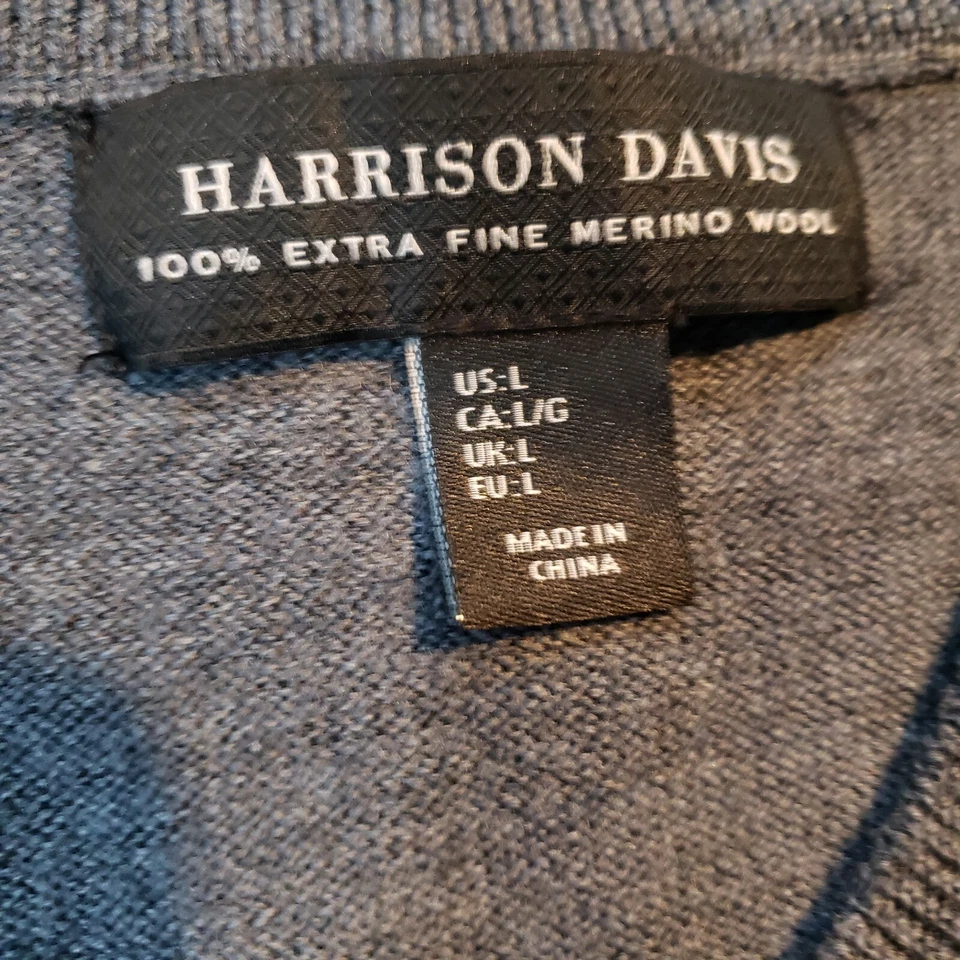 HARRISON DAVIS
100% EXTRA FINE MERINO WOOL
US:L
CA:L/G
UK:L
EU:L
MADE IN
CHINA